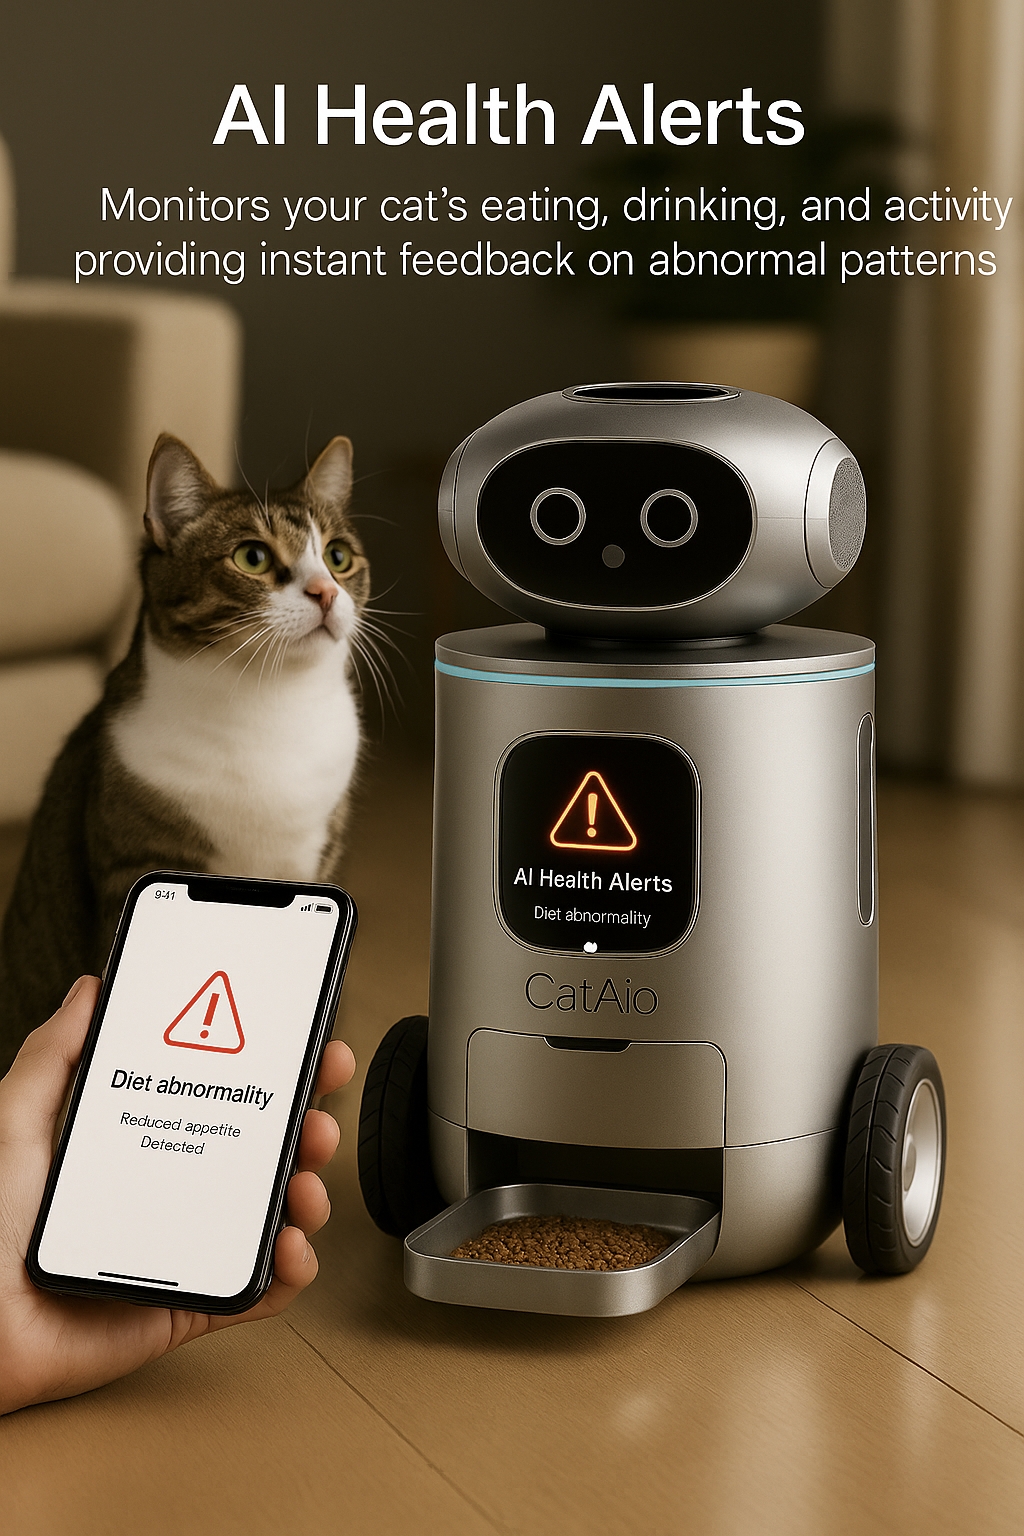 AI Health Alerts
Monitors your cat's eating, drinking, and activity
providing instant feedback on abnormal patterns
AI Health Alerts
Diet abnormality
CatAio
9:41
Diet abnormality
Reduced appetite
Detected